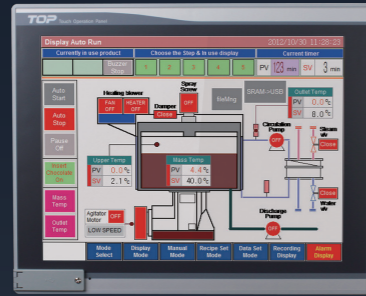 TOP Touch Operation Panel
Display Auto Run 2012/10/30 11:28:23
Currently in use product Choose the Step & In use display Current timer
Buzzer Stop 1 2 3 4 5 PV 123 min SV 3 min
Auto Start
Auto Stop
Pause Off
Insert Chocolate On
Mass Temp
Outlet Temp
Heating blower
FAN OFF
HEATER OFF
Damper
Close
Spray Screw
OFF
SRAM->USB
Outlet Temp
PV 0.0 %
SV 8.0 %
Circulation Pump
OFF
Steam
Close
Upper Temp
PV 0.0 %
SV 2.1 %
Mass Temp
PV 4.4 %
SV 40.0 %
Close
Water
Agitator Motor
OFF
LOW SPEED
Discharge Pump
OFF
Mode Select
Display Mode
Manual Mode
Recipe Set Mode
Data Set Mode
Recording Display
Alarm Display